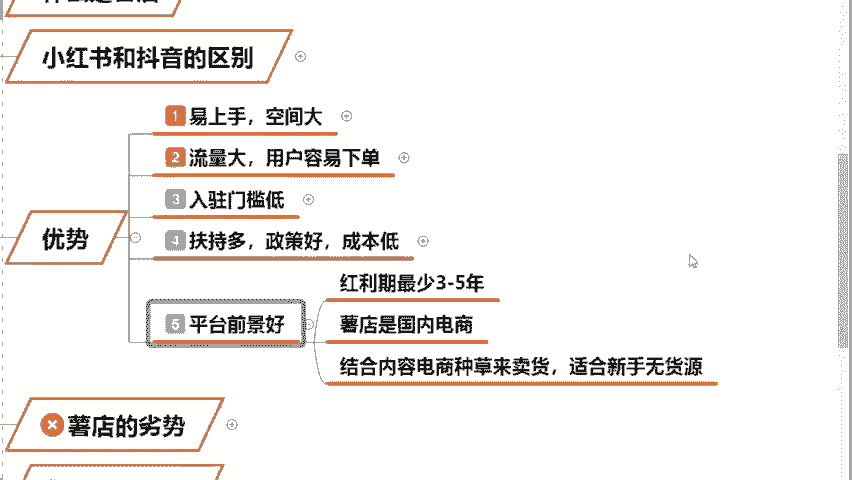 小红书和抖音的区别
1 易上手，空间大
2 流量大，用户容易下单
3 入驻门槛低
优势
4 扶持多，政策好，成本低
红利期最少3-5年
5 平台前景好
薯店是国内电商
结合内容电商种草来卖货，适合新手无货源
薯店的劣势